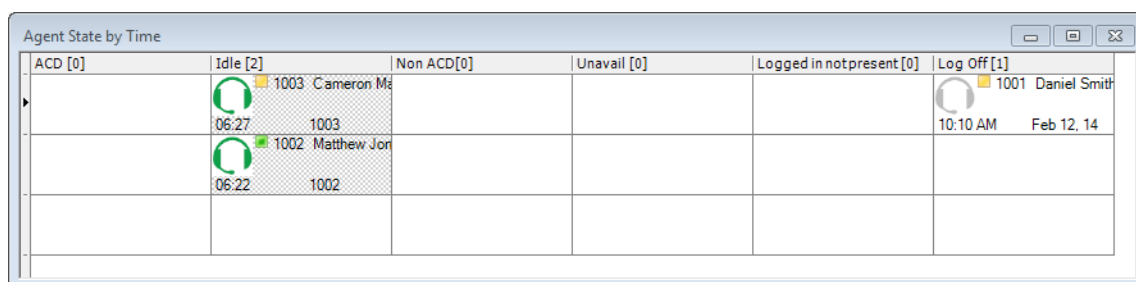 Agent State by Time
ACD [0] Idle [2] Non ACD[0] Unavail [0] Logged in not present [0] Log Off [1]
1003 Cameron Ma 1001 Daniel Smith
06:27 1003 10:10 AM Feb 12, 14
1002 Matthew Jon
06:22 1002